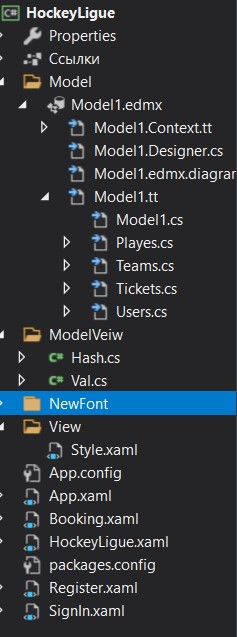 HockeyLigue
Properties
Ссылки
Model
Model1.edmx
Model1.Context.tt
Model1.Designer.cs
Model1.edmx.diagram
Model1.tt
Model1.cs
Playes.cs
Teams.cs
Tickets.cs
Users.cs
ModelVeiw
Hash.cs
Val.cs
NewFont
View
Style.xaml
App.config
App.xaml
Booking.xaml
HockeyLigue.xaml
packages.config
Register.xaml
SignIn.xaml